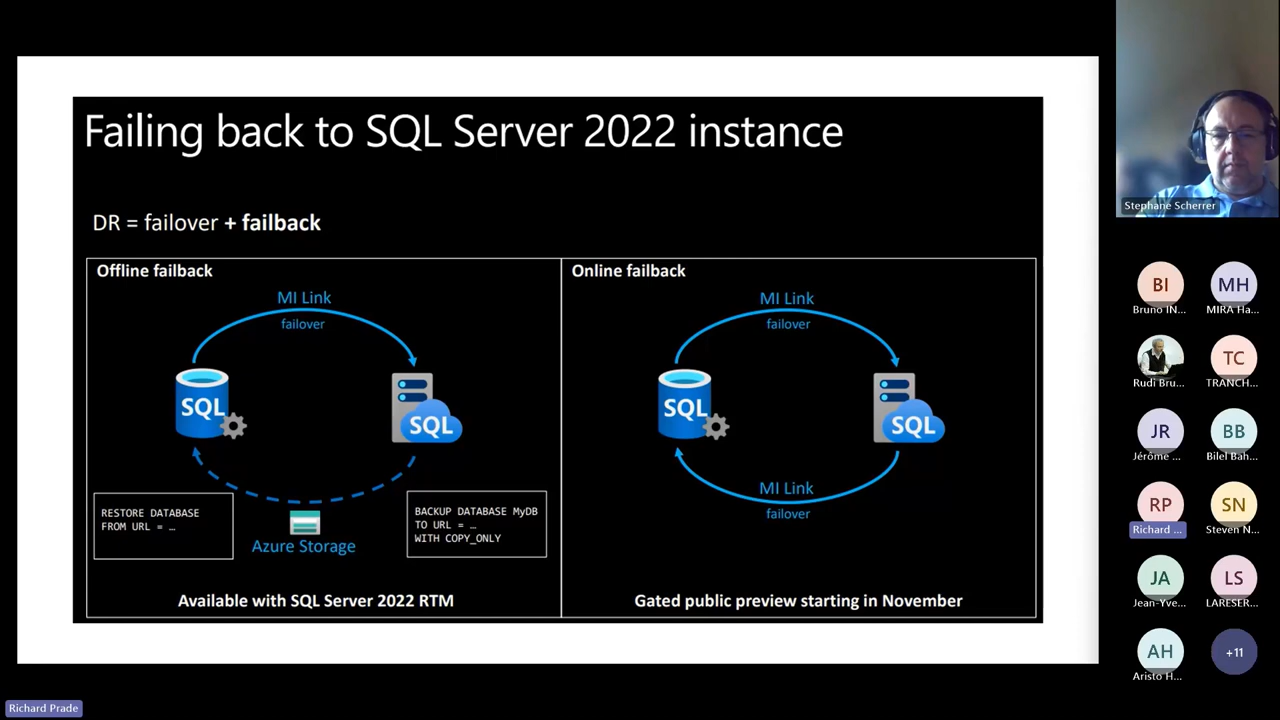 Failing back to SQL Server 2022 instance
DR = failover + failback
Offline failback
MI Link
failover
SQL
SQL
RESTORE DATABASE
FROM URL = …
Azure Storage
BACKUP DATABASE MyDB
TO URL = …
WITH COPY_ONLY
Available with SQL Server 2022 RTM
Online failback
MI Link
failover
SQL
SQL
MI Link
failover
Gated public preview starting in November
Stephane Scherrer
BI
Bruno IN...
MH
MIRA Ha...
Rudi Bru...
TC
TRANCH...
JR
Jérôme ...
BB
Bilel Bah...
RP
Richard ...
SN
Steven N...
JA
Jean-Yve...
LS
LARESER...
AH
Aristo H...
+11
Richard Prade